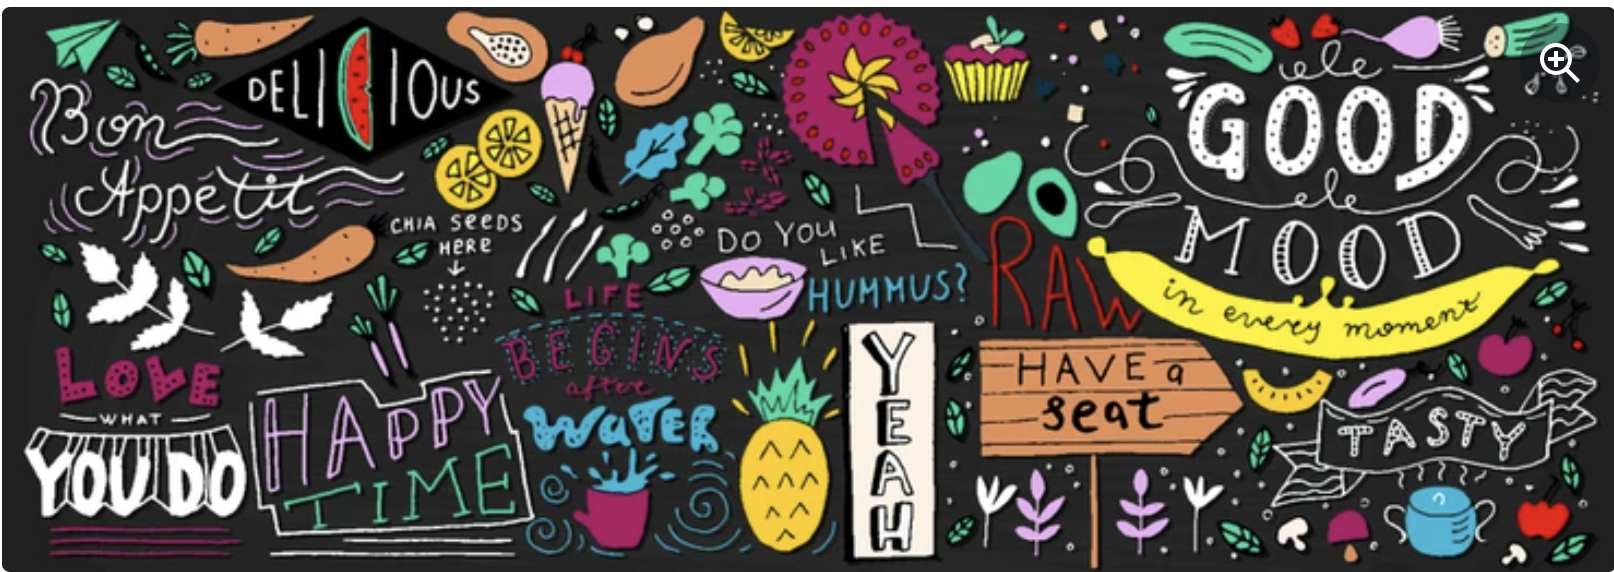 DELICIOUS
Bon
Appétit
CHIA SEEDS
HERE
LOVE
WHAT
YOU DO
HAPPY
TIME
LIFE
BEGINS
after
WATER
DO YOU
LIKE
HUMMUS?
YEAH
RAW
HAVE a
seat
GOOD
MOOD
in every moment
TASTY